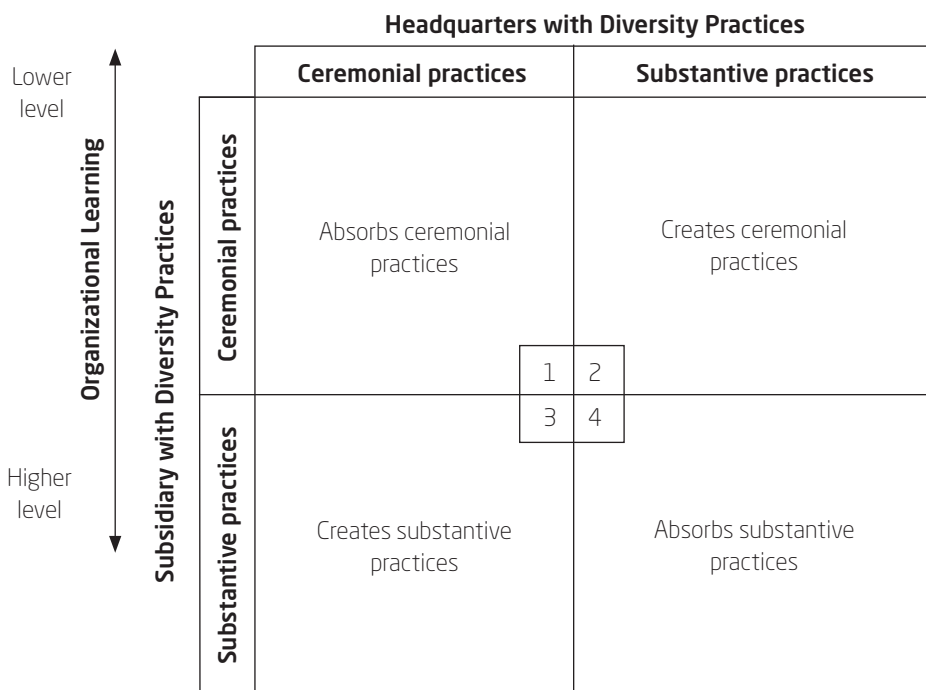 Headquarters with Diversity Practices
Ceremonial practices
Substantive practices
Lower
level
Higher
level
Organizational Learning
Subsidiary with Diversity Practices
Ceremonial practices
Substantive practices
Absorbs ceremonial
practices
Creates ceremonial
practices
1
2
3
4
Creates substantive
practices
Absorbs substantive
practices